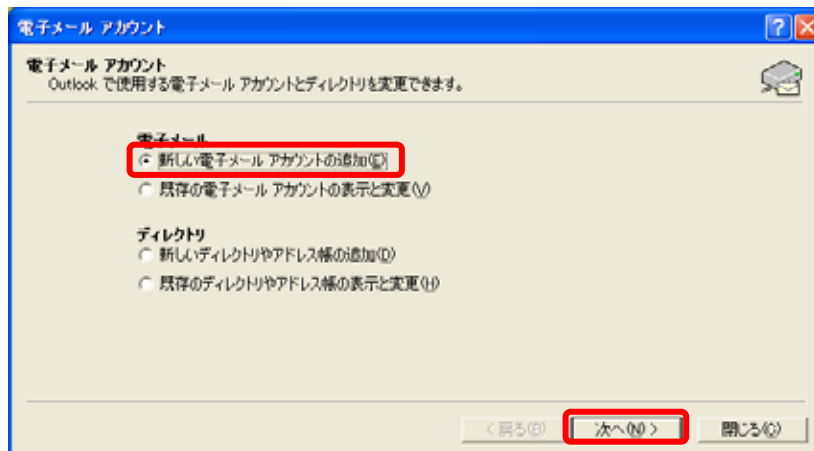 電子メール アカウント
電子メール アカウント
Outlook で使用する電子メール アカウントとディレクトリを変更できます。
電子メール
新しい電子メール アカウントの追加(E)
既存の電子メール アカウントの表示と変更(V)
ディレクトリ
新しいディレクトリやアドレス帳の追加(D)
既存のディレクトリやアドレス帳の表示と変更(H)
< 戻る(B) 次へ(N) > 閉じる(C)